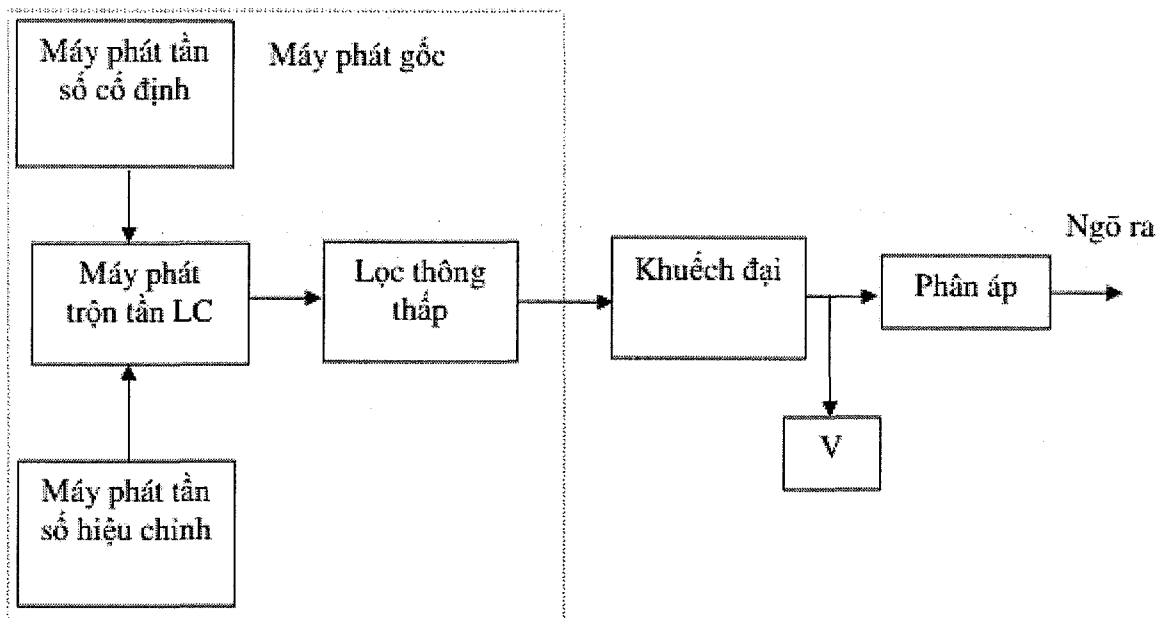 Máy phát tần
số cố định
Máy phát gốc
Máy phát
trộn tần LC
Lọc thông
thấp
Khuếch đại
Phân áp
Ngõ ra
V
Máy phát tần
số hiệu chỉnh